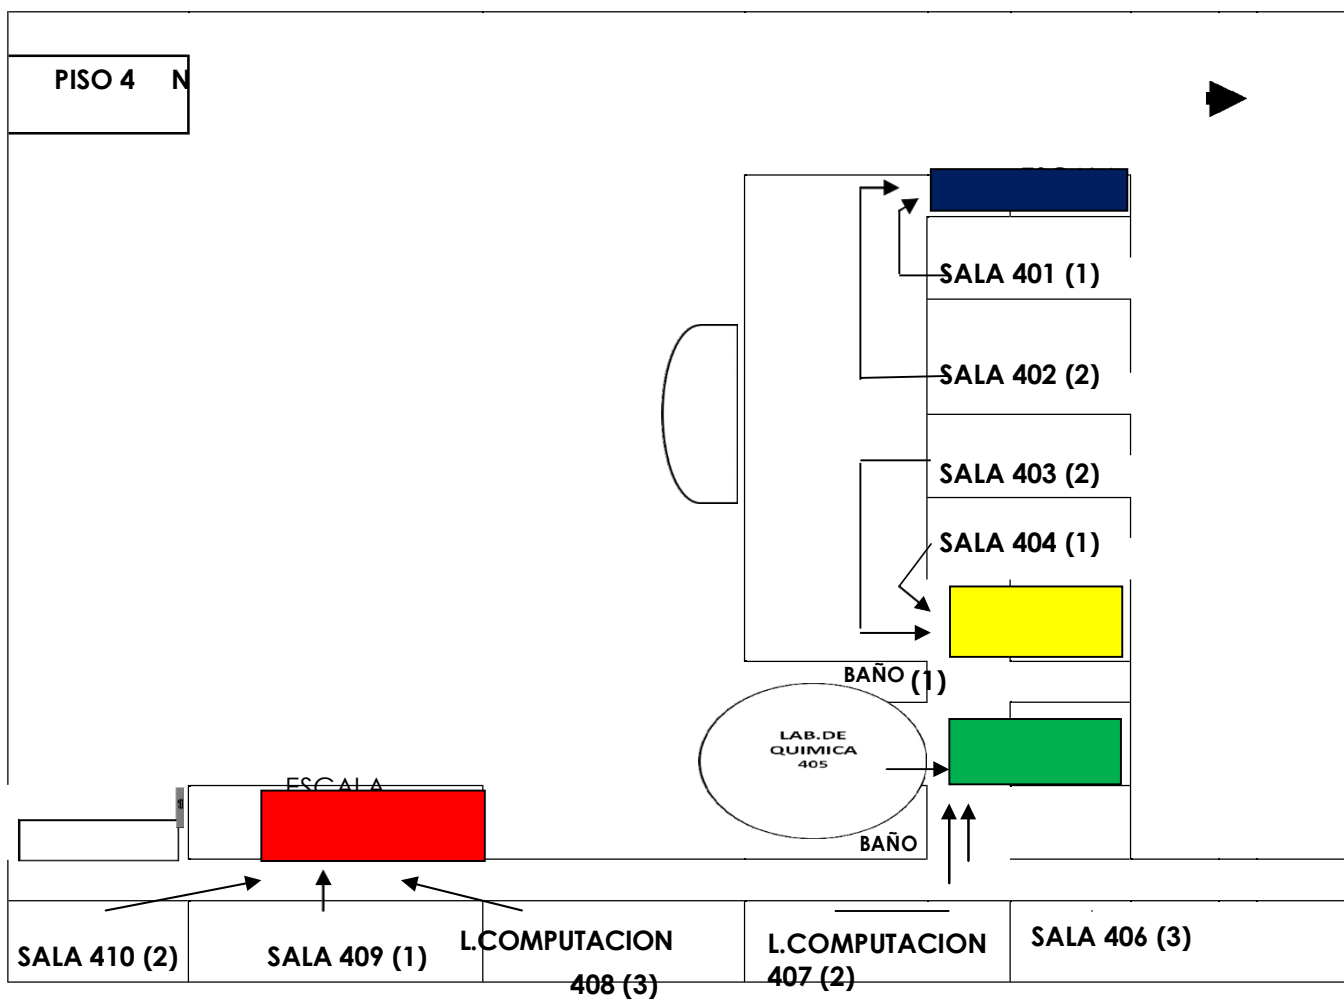 PISO 4 N
SALA 401 (1)
SALA 402 (2)
SALA 403 (2)
SALA 404 (1)
BAÑO (1)
LAB.DE
QUIMICA
405
ESCALA
BAÑO
SALA 410 (2)
SALA 409 (1)
L.COMPUTACION
408 (3)
L.COMPUTACION
407 (2)
SALA 406 (3)